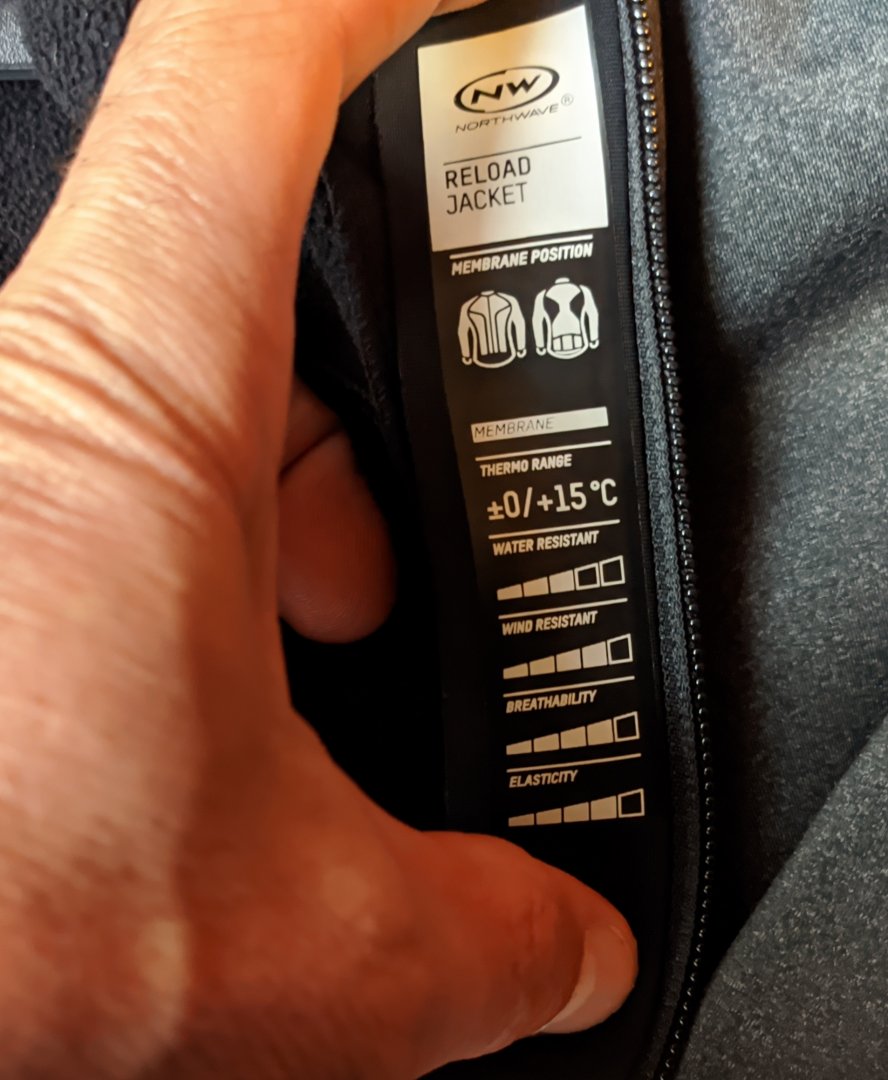 NW
NORTHWAVE®
RELOAD
JACKET
MEMBRANE POSITION
MEMBRANE
THERMO RANGE
±0/+15°C
WATER RESISTANT
WIND RESISTANT
BREATHABILITY
ELASTICITY